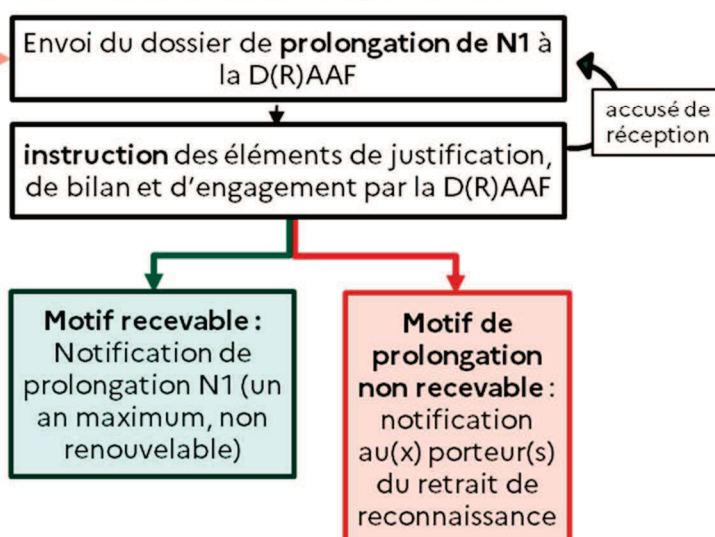 Envoi du dossier de prolongation de N1 à
la D(R)AAF
accusé de
réception
instruction des éléments de justification,
de bilan et d'engagement par la D(R)AAF
Motif recevable :
Notification de
prolongation N1 (un
an maximum, non
renouvelable)
Motif de
prolongation
non recevable :
notification
au(x) porteur(s)
du retrait de
reconnaissance